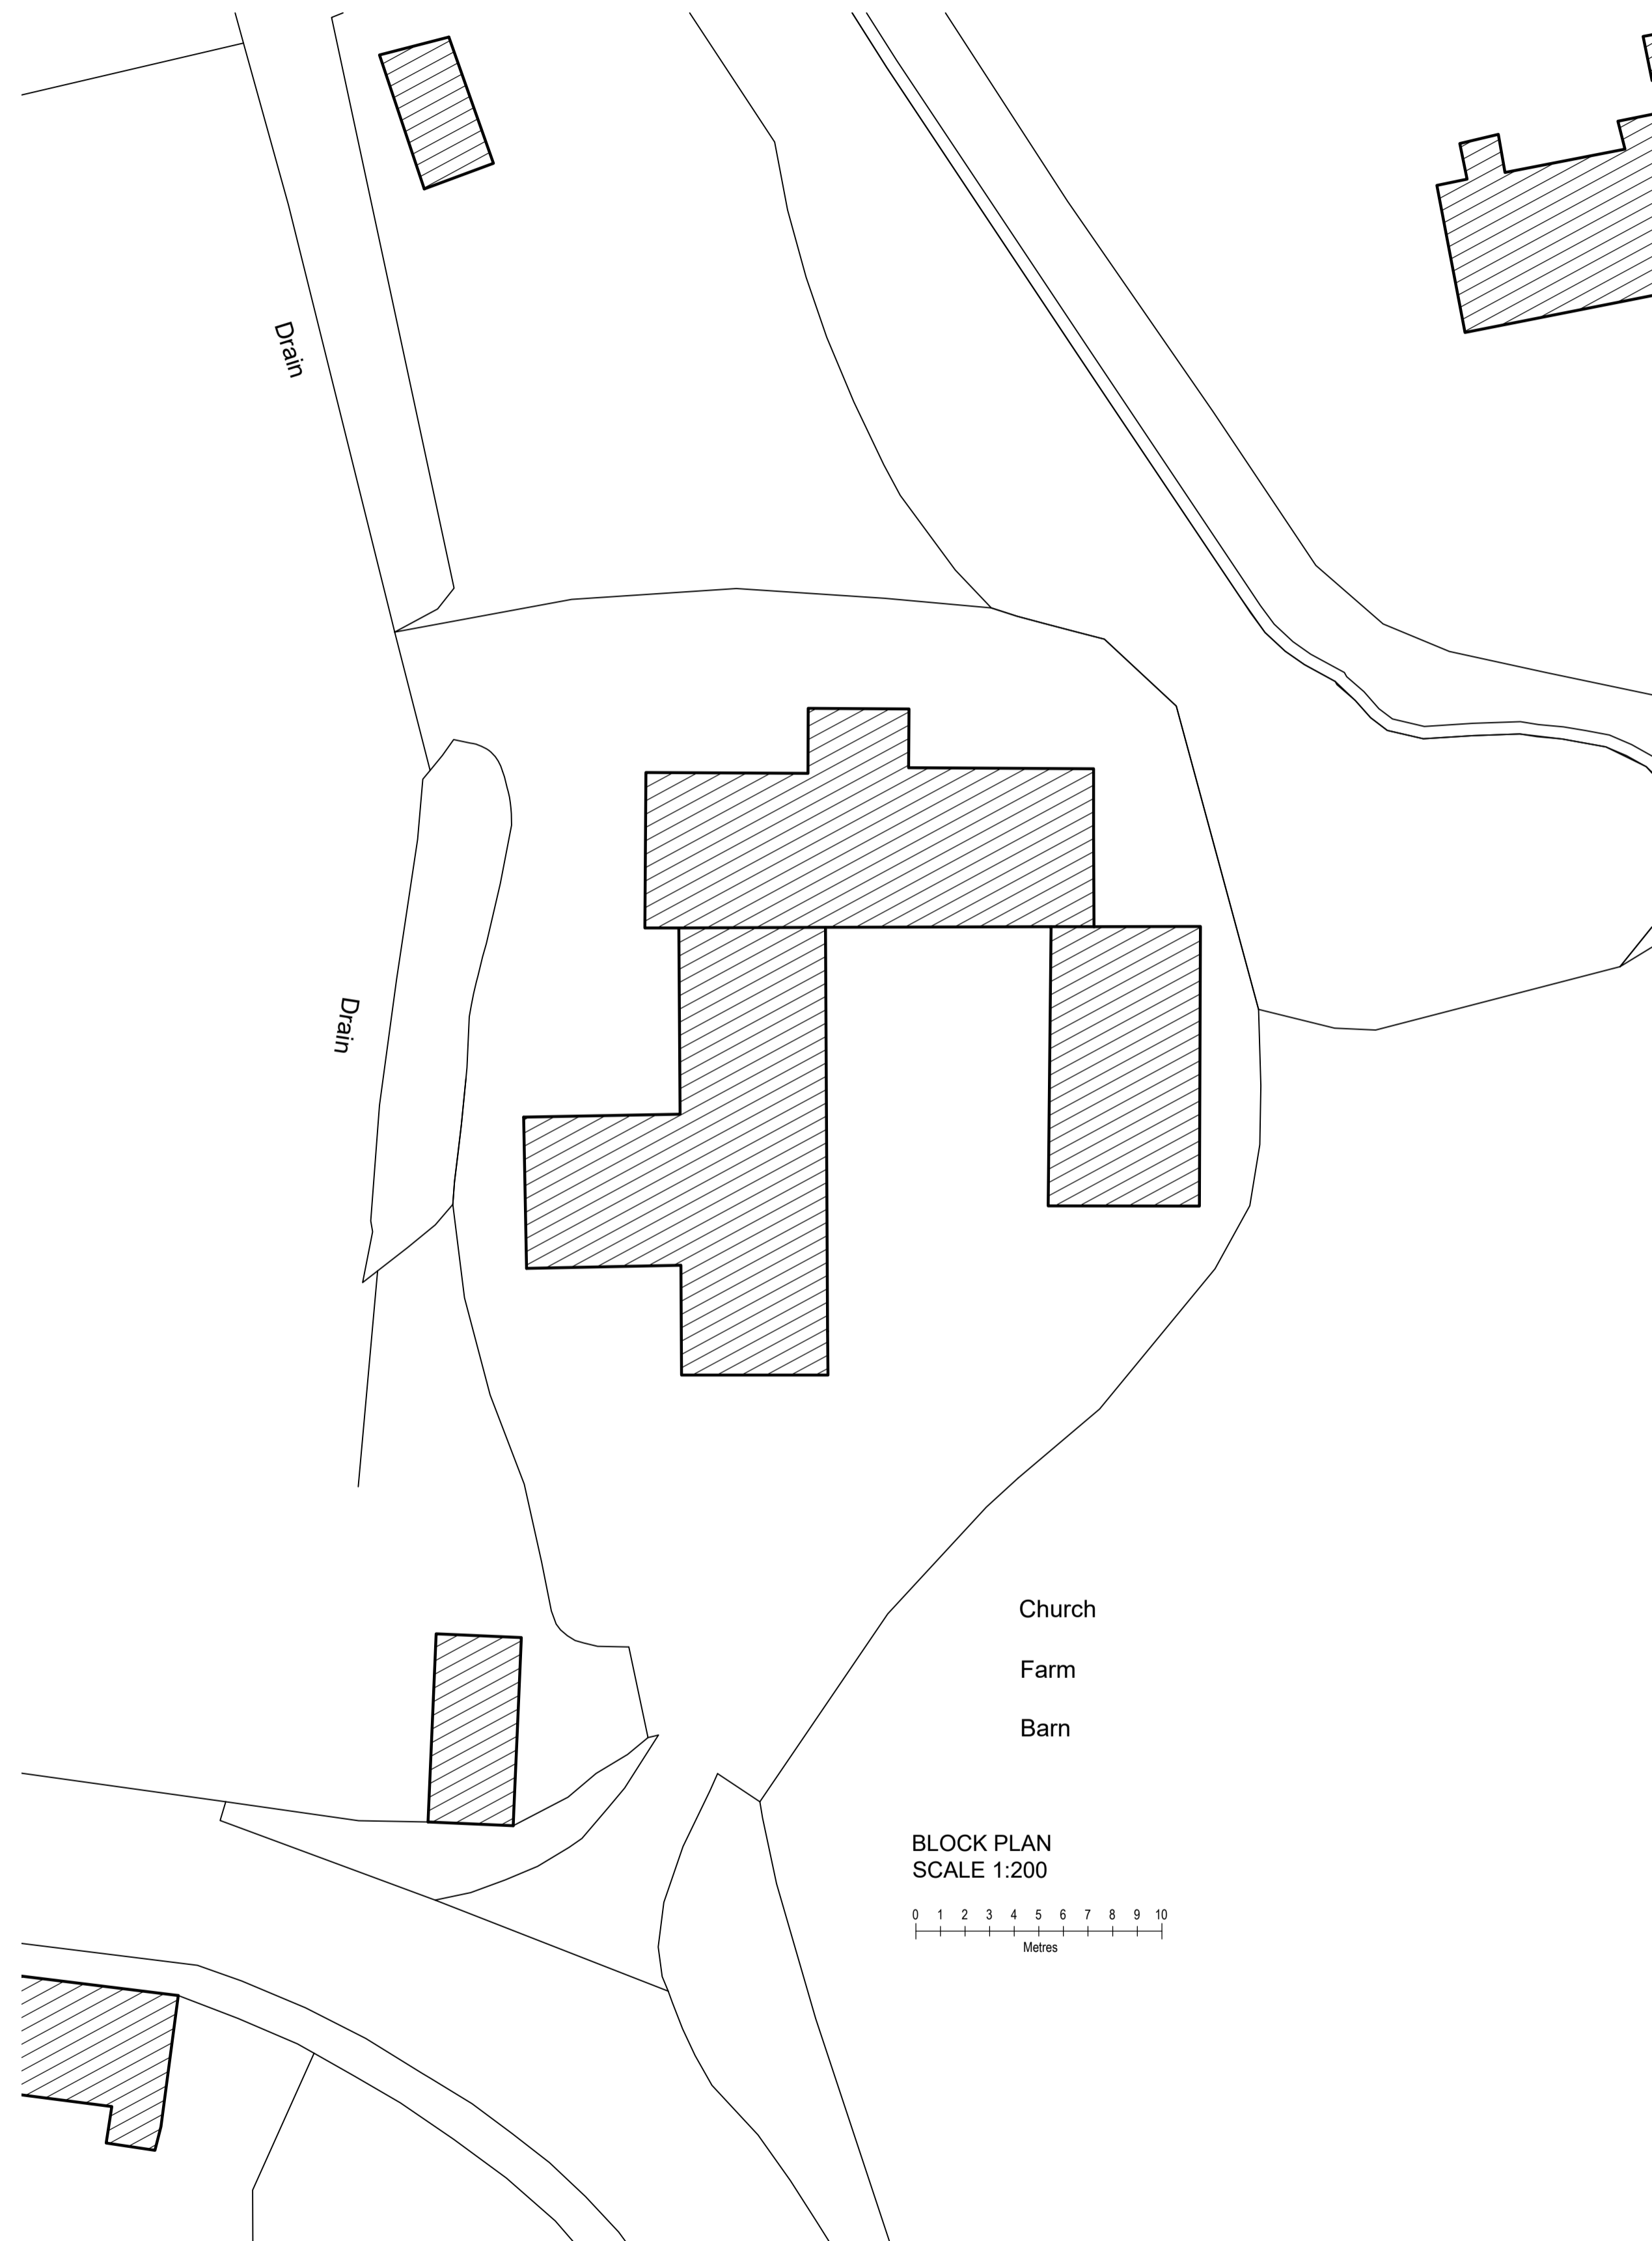 Drain
Drain
Church
Farm
Barn
BLOCK PLAN
SCALE 1:200
0 1 2 3 4 5 6 7 8 9 10
Metres